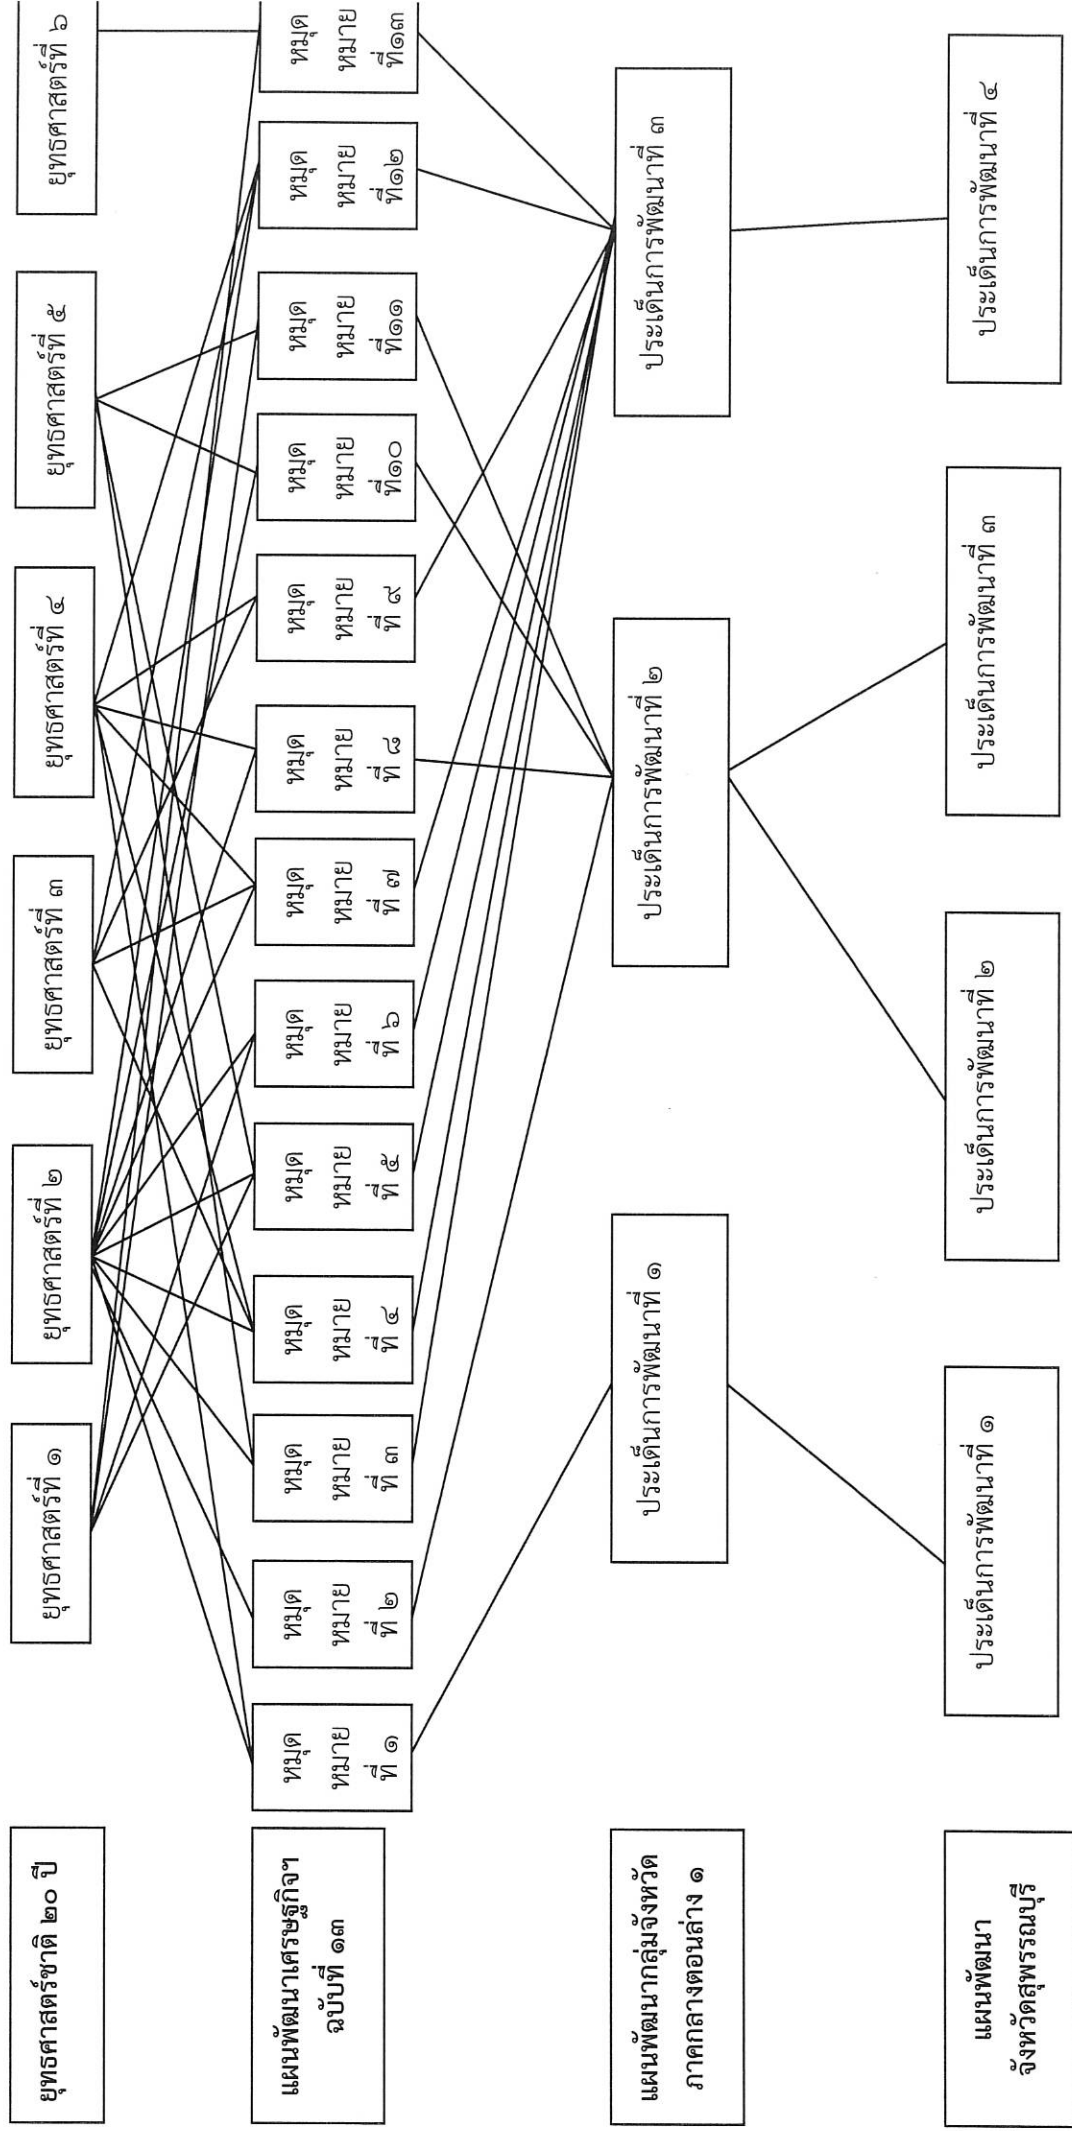 ยุทธศาสตร์ชาติ ๒๐ ปี
ยุทธศาสตร์ที่ ๑
ยุทธศาสตร์ที่ ๒
ยุทธศาสตร์ที่ ๓
ยุทธศาสตร์ที่ ๔
ยุทธศาสตร์ที่ ๕
ยุทธศาสตร์ที่ ๖
แผนพัฒนาเศรษฐกิจฯ
ฉบับที่ ๑๓
หมุด
หมาย
ที่ ๑
หมุด
หมาย
ที่ ๒
หมุด
หมาย
ที่ ๓
หมุด
หมาย
ที่ ๔
หมุด
หมาย
ที่ ๕
หมุด
หมาย
ที่ ๖
หมุด
หมาย
ที่ ๗
หมุด
หมาย
ที่ ๘
หมุด
หมาย
ที่ ๙
หมุด
หมาย
ที่๑๐
หมุด
หมาย
ที่๑๑
หมุด
หมาย
ที่๑๒
หมุด
หมาย
ที่๑๓
แผนพัฒนากลุ่มจังหวัด
ภาคกลางตอนล่าง ๑
ประเด็นการพัฒนาที่ ๑
ประเด็นการพัฒนาที่ ๒
ประเด็นการพัฒนาที่ ๓
แผนพัฒนา
จังหวัดสุพรรณบุรี
ประเด็นการพัฒนาที่ ๑
ประเด็นการพัฒนาที่ ๒
ประเด็นการพัฒนาที่ ๓
ประเด็นการพัฒนาที่ ๔